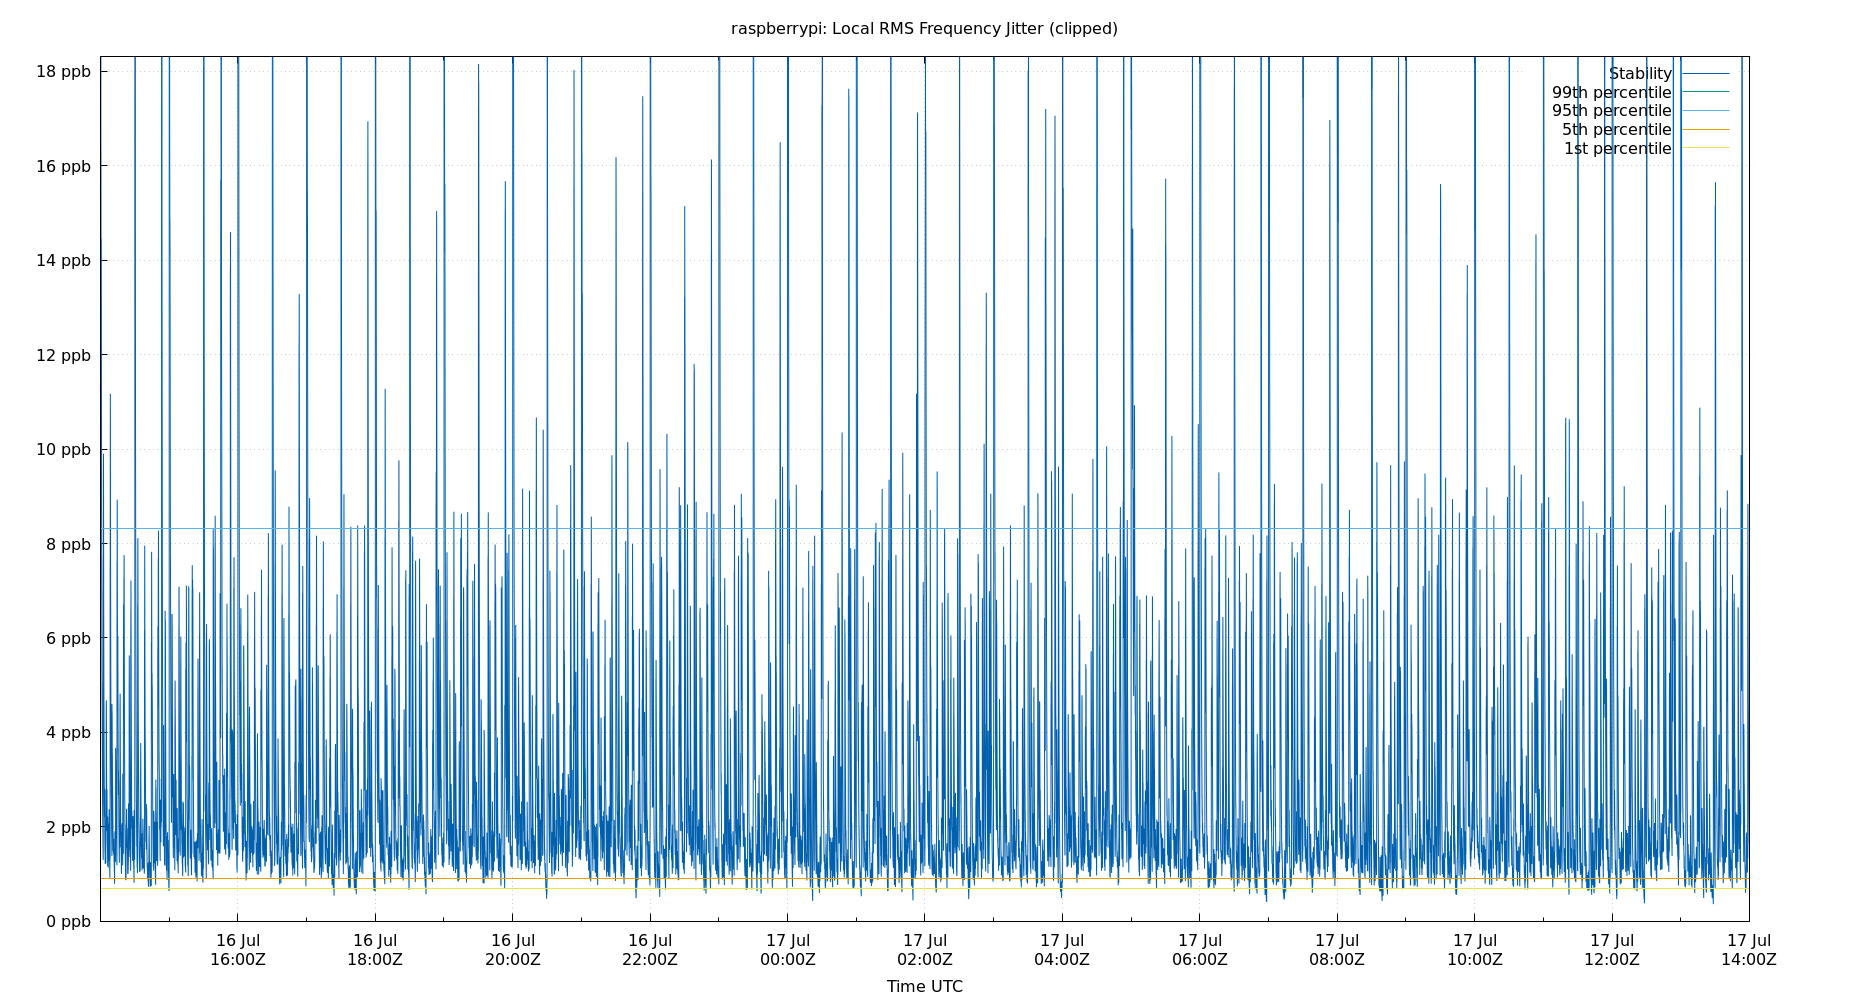 raspberrypi: Local RMS Frequency Jitter (clipped)
18 ppb
16 ppb
14 ppb
12 ppb
10 ppb
8 ppb
6 ppb
4 ppb
2 ppb
0 ppb
Stability
99th percentile
95th percentile
5th percentile
1st percentile
16 Jul 16 Jul 16 Jul 16 Jul 17 Jul 17 Jul 17 Jul 17 Jul 17 Jul 17 Jul 17 Jul 17 Jul
16:00Z 18:00Z 20:00Z 22:00Z 00:00Z 02:00Z 04:00Z 06:00Z 08:00Z 10:00Z 12:00Z 14:00Z
Time UTC